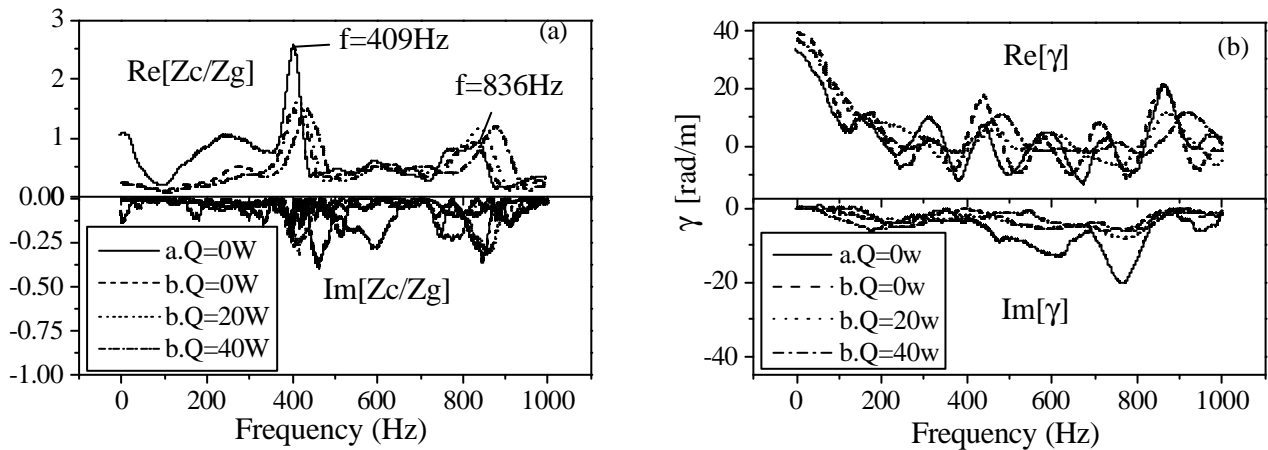 (a)
f=409Hz
Re[Zc/Zg]
f=836Hz
3
2
1
0.00
0
-0.25
-0.50
-0.75
-1.00
a.Q=0W
b.Q=0W
b.Q=20W
b.Q=40W
Im[Zc/Zg]
0 200 400 600 800 1000
Frequency (Hz)
(b)
Re[γ]
γ [rad/m]
40
20
0
0
-20
-40
a.Q=0w
b.Q=0w
b.Q=20w
b.Q=40w
Im[γ]
0 200 400 600 800 1000
Frequency (Hz)